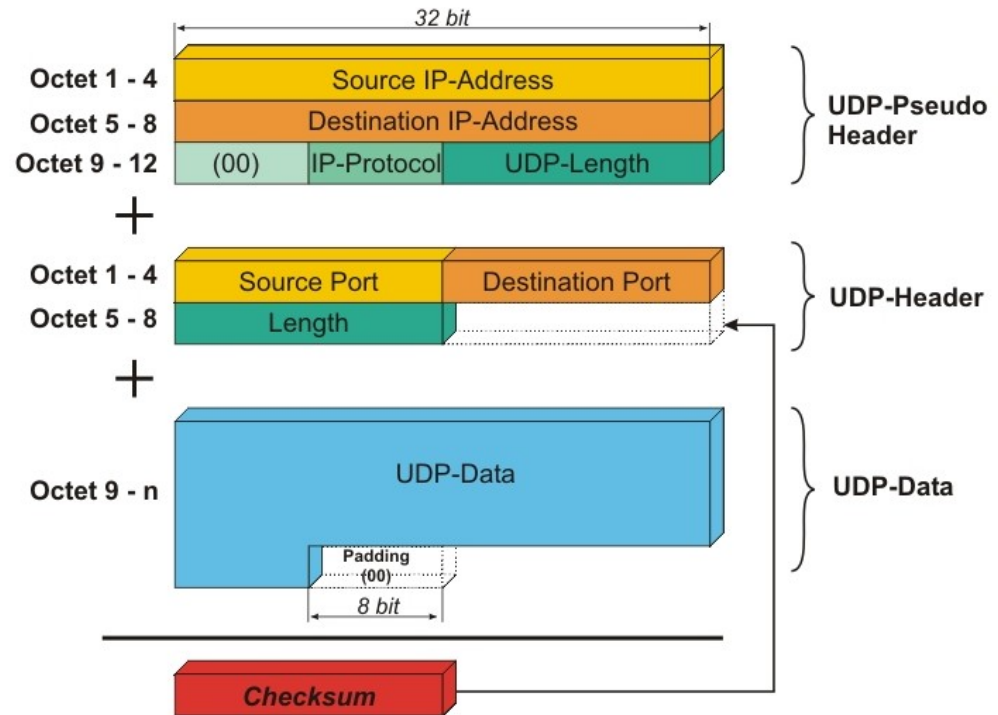 32 bit
Octet 1 - 4
Source IP-Address
Octet 5 - 8
Destination IP-Address
Octet 9 - 12
(00)
IP-Protocol
UDP-Length
UDP-Pseudo
Header
+
Octet 1 - 4
Source Port
Destination Port
Octet 5 - 8
Length
UDP-Header
+
Octet 9 - n
UDP-Data
UDP-Data
Padding
(00)
8 bit
Checksum